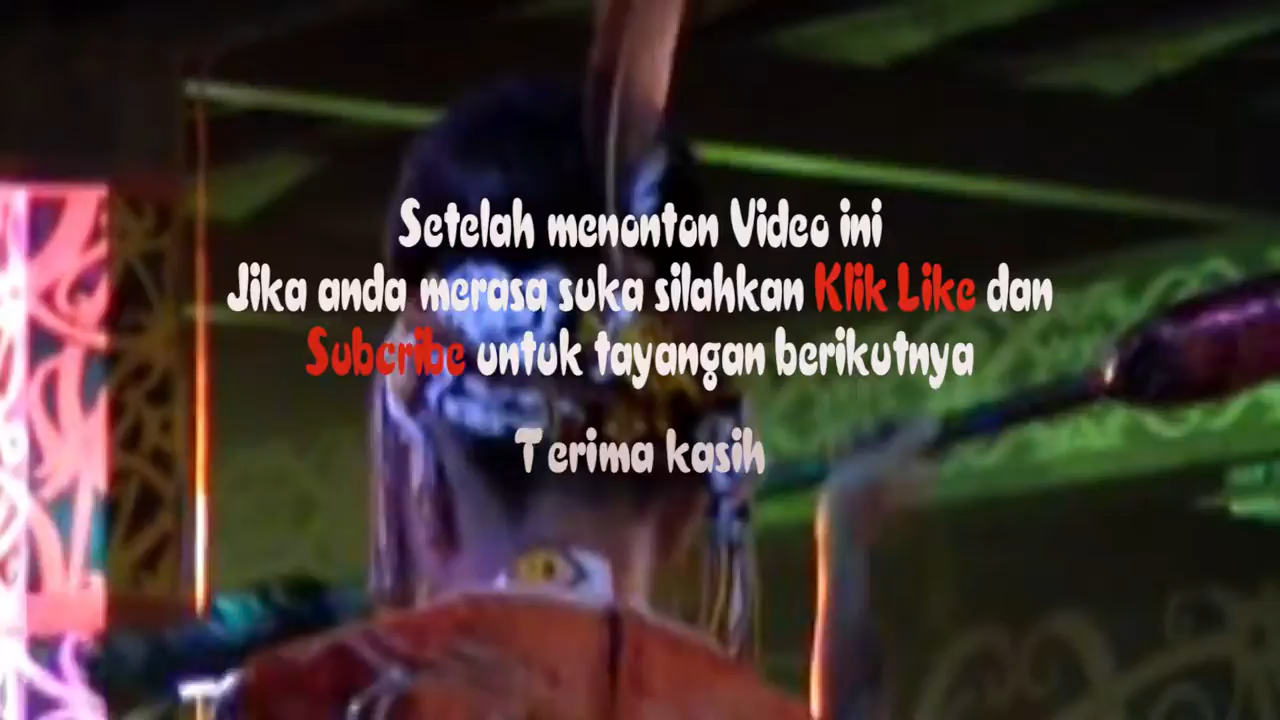 Setelah menonton Video ini
Jika anda merasa suka silahkan Klik Like dan
Subcribe untuk tayangan berikutnya
Terima kasih